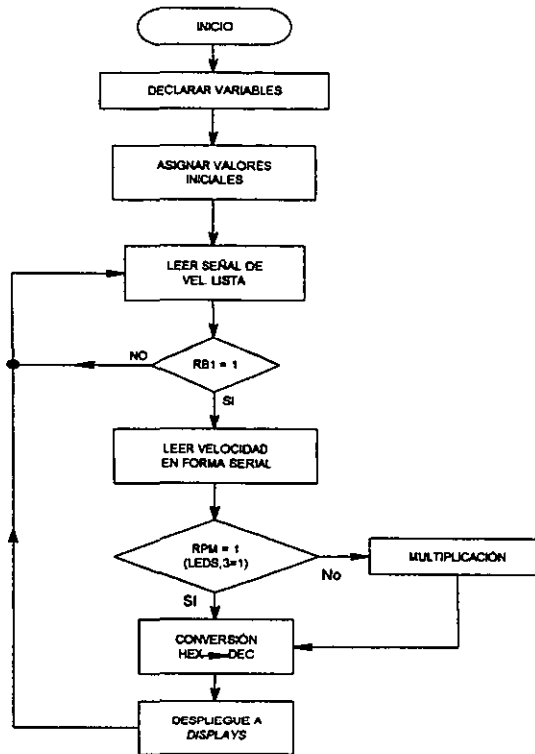 INICIO
DECLARAR VARIABLES
ASIGNAR VALORES
INICIALES
LEER SEÑAL DE
VEL. LISTA
NO
RB1 = 1
SI
LEER VELOCIDAD
EN FORMA SERIAL
RPM = 1
(LEDS,3=1)
No
MULTIPLICACIÓN
SI
CONVERSIÓN
HEX DEC
DESPLIEGUE A
DISPLAYS